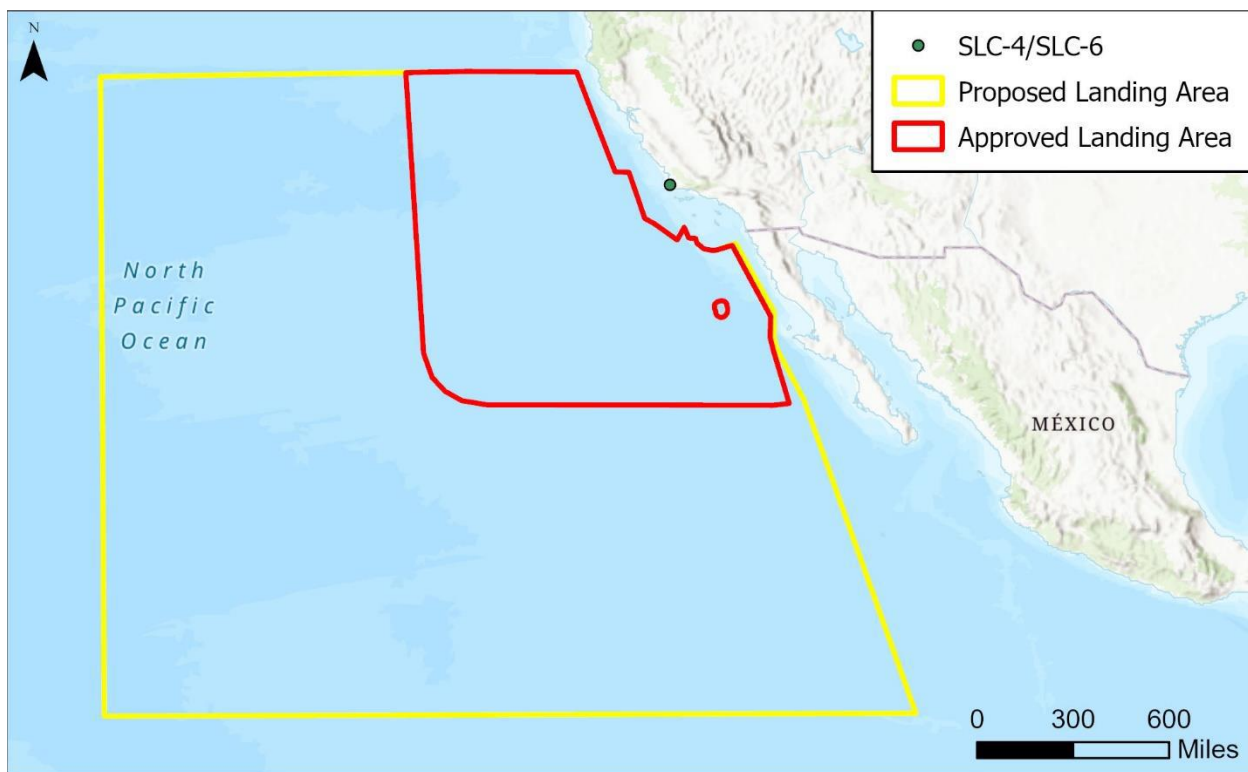 N
SLC-4/SLC-6
Proposed Landing Area
Approved Landing Area
North
Pacific
Ocean
MÉXICO
0 300 600
Miles